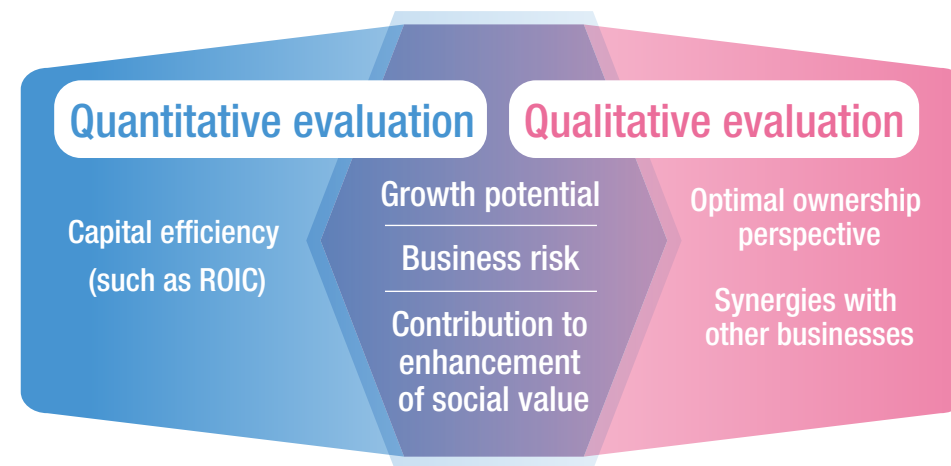 Quantitative evaluation
Qualitative evaluation
Capital efficiency
(such as ROIC)
Growth potential
Business risk
Contribution to
enhancement
of social value
Optimal ownership
perspective
Synergies with
other businesses